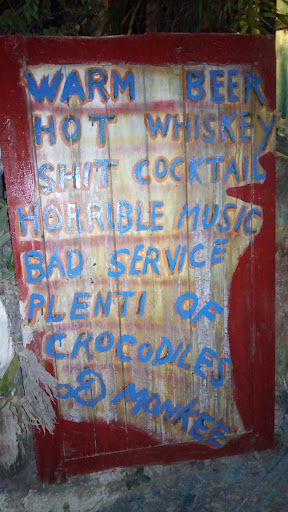 WARM BEER
HOT WHISKEY
SHIT COCKTAIL
HORRIBLE MUSIC
BAD SERVICE
PLENTI OF
CROCODILES
& MONKEE